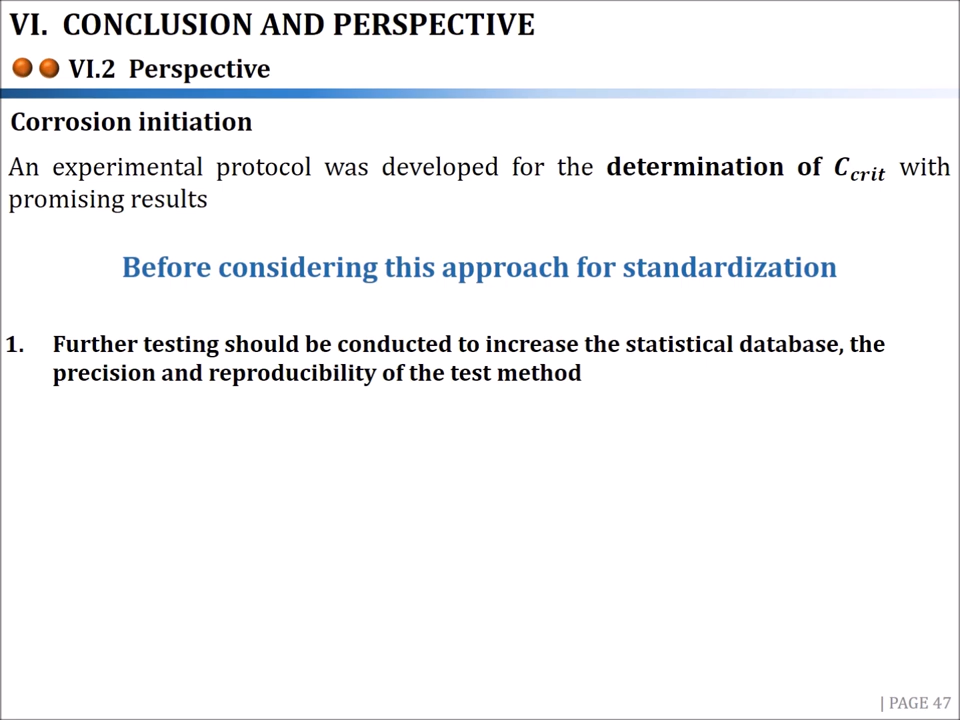 VI. CONCLUSION AND PERSPECTIVE
VI.2 Perspective
Corrosion initiation
An experimental protocol was developed for the determination of C_crit with
promising results
Before considering this approach for standardization
1. Further testing should be conducted to increase the statistical database, the
precision and reproducibility of the test method
| PAGE 47